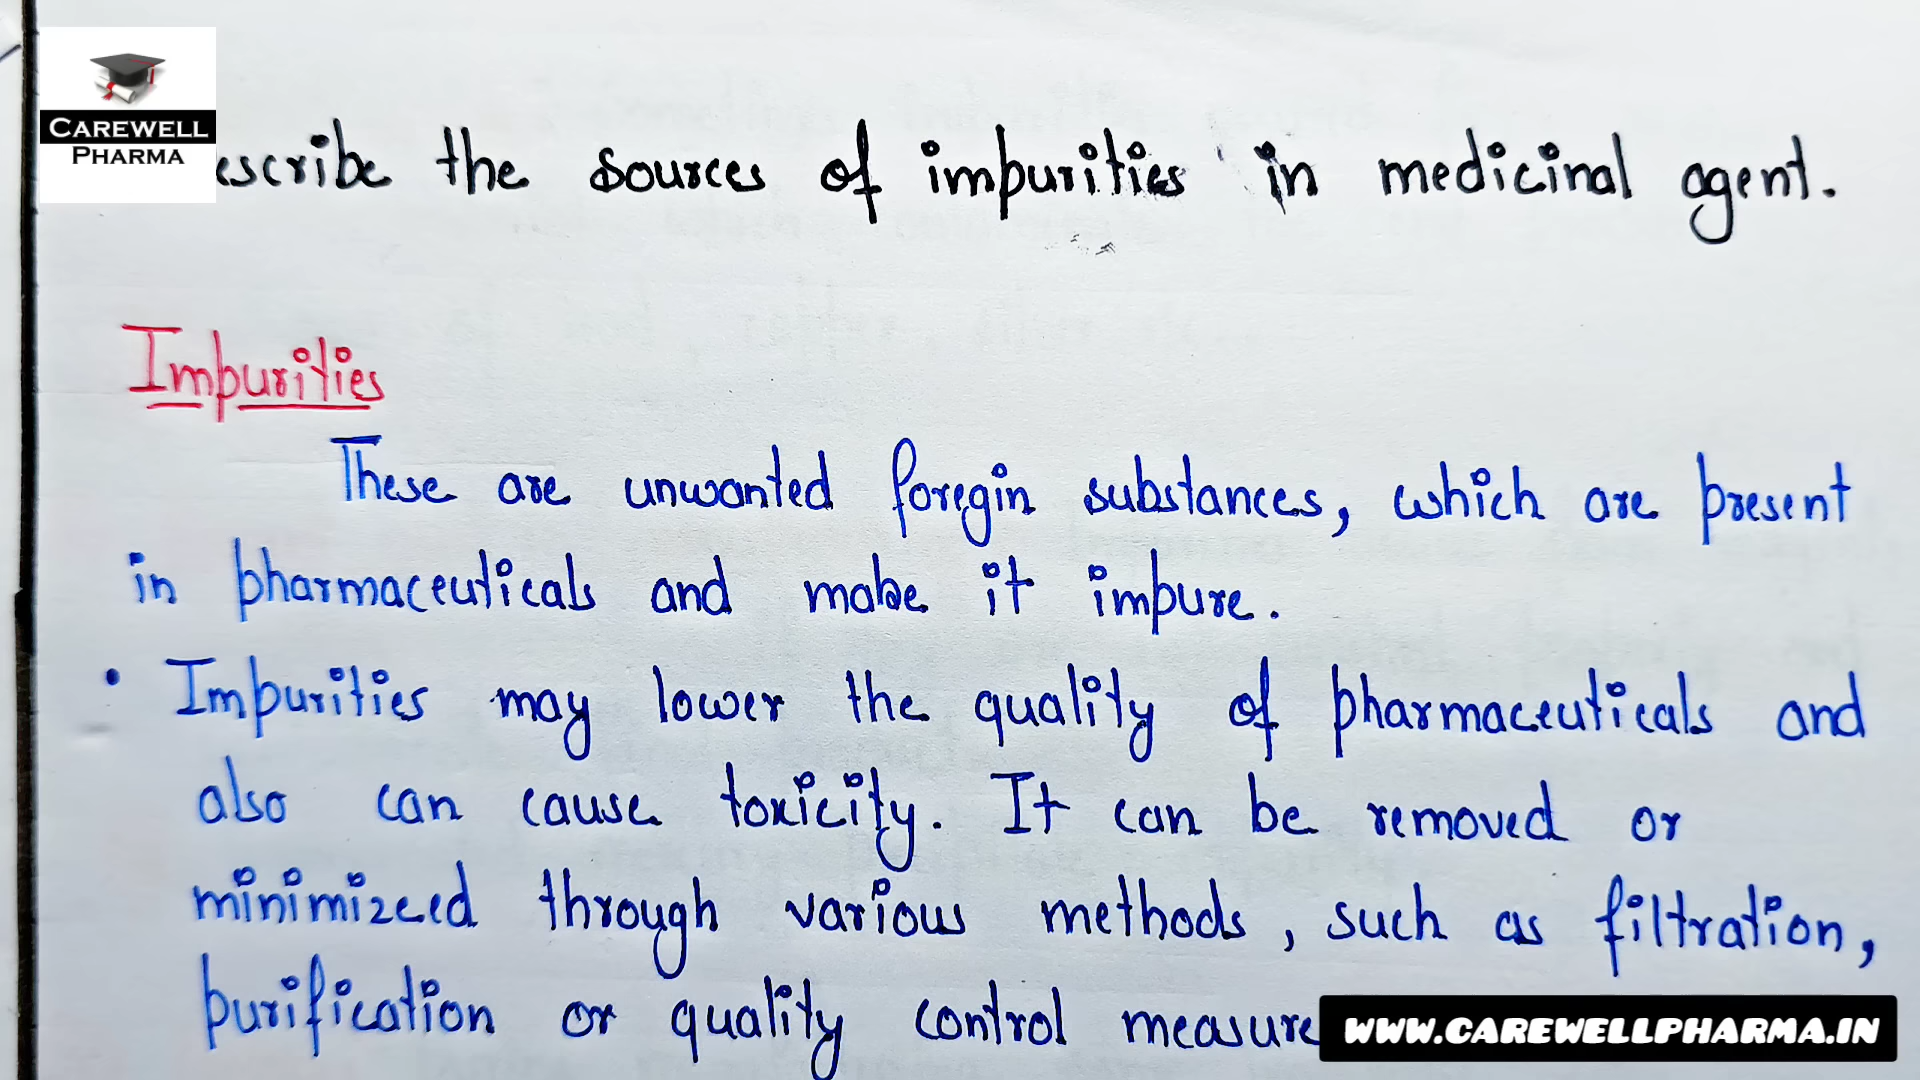 CAREWELL
PHARMA
escribe the sources of impurities in medicinal agent.
Impurities
These are unwanted foregin substances, which are present
in pharmaceuticals and make it impure.
• Impurities may lower the quality of pharmaceuticals and
also can cause toxicity. It can be removed or
minimizeed through various methods, such as filtration,
purification or quality control measure
WWW.CAREWELLPHARMA.IN